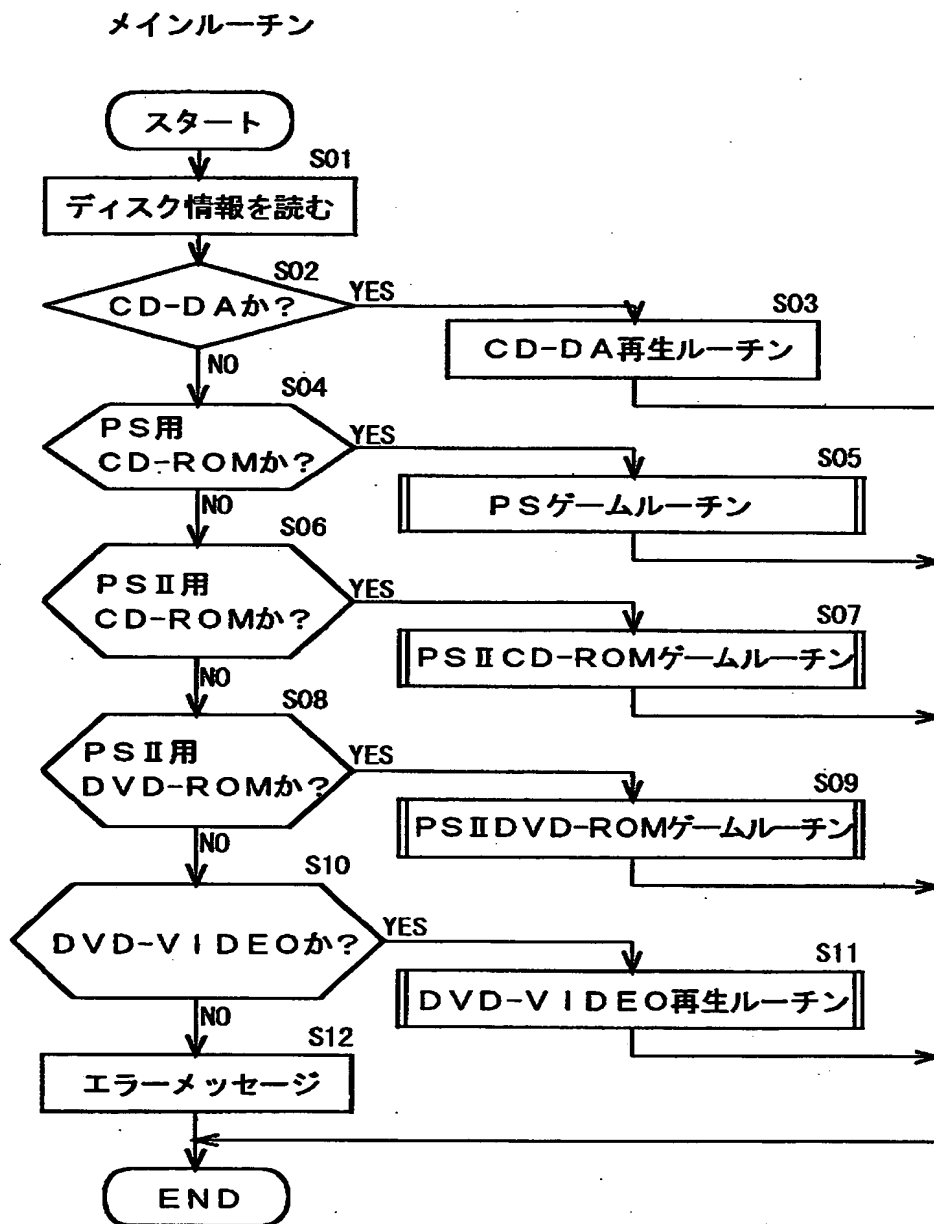 メインルーチン
スタート
S01
ディスク情報を読む
S02
CD-DAか?
YES
NO
S03
CD-DA再生ルーチン
S04
PS用
CD-ROMか?
YES
NO
S05
PSゲームルーチン
S06
PSⅡ用
CD-ROMか?
YES
NO
S07
PSⅡCD-ROMゲームルーチン
S08
PSⅡ用
DVD-ROMか?
YES
NO
S09
PSⅡDVD-ROMゲームルーチン
S10
DVD-VIDEOか?
YES
NO
S11
DVD-VIDEO再生ルーチン
S12
エラーメッセージ
END